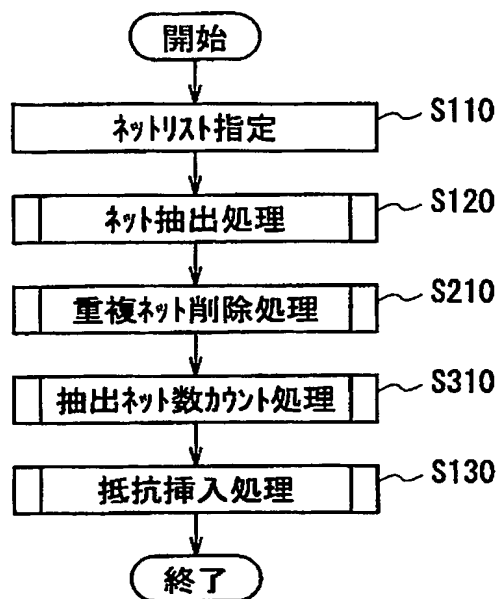 開始
ネットリスト指定 S110
ネット抽出処理 S120
重複ネット削除処理 S210
抽出ネット数カウント処理 S310
抵抗挿入処理 S130
終了